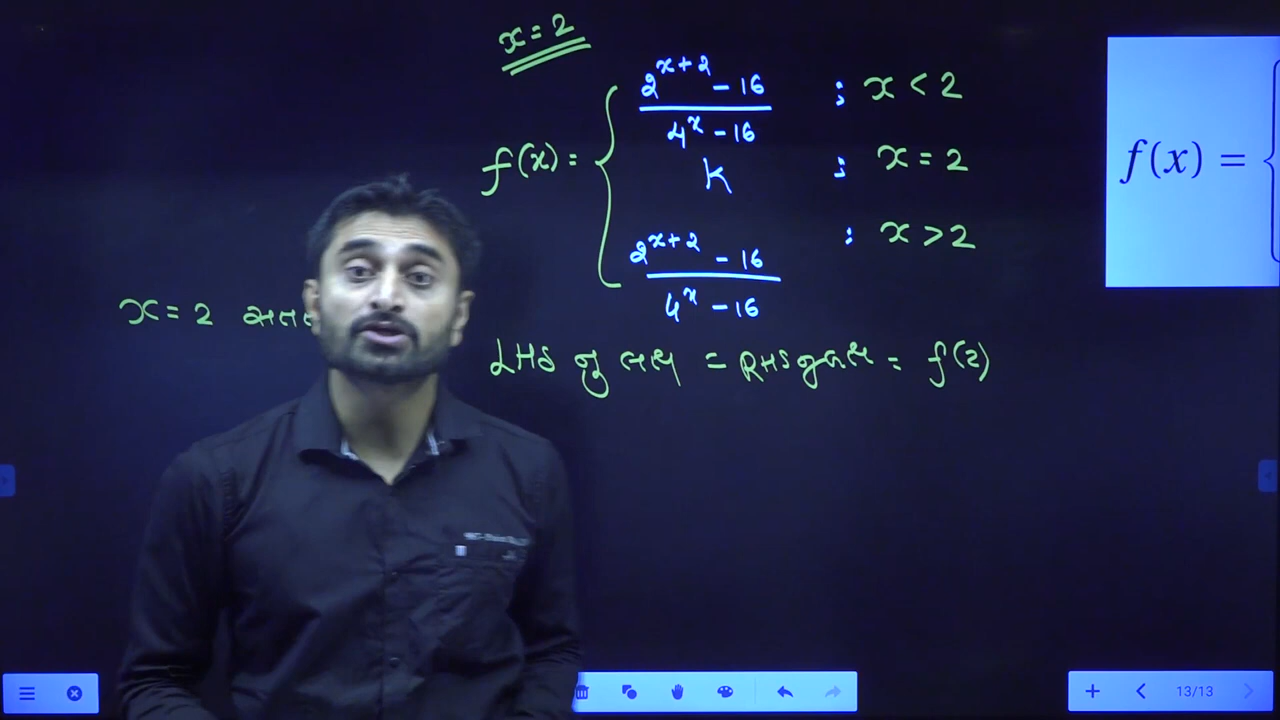 x = 2
f(x) = { (2^(x+2) - 16) / (4^x - 16) ; x < 2
k ; x = 2
(2^(x+2) - 16) / (4^x - 16) : x > 2
f(x) = {
x = 2 સતત
LHS નુ લક્ષ = RHS નુ લક્ષ = f(2)
13/13